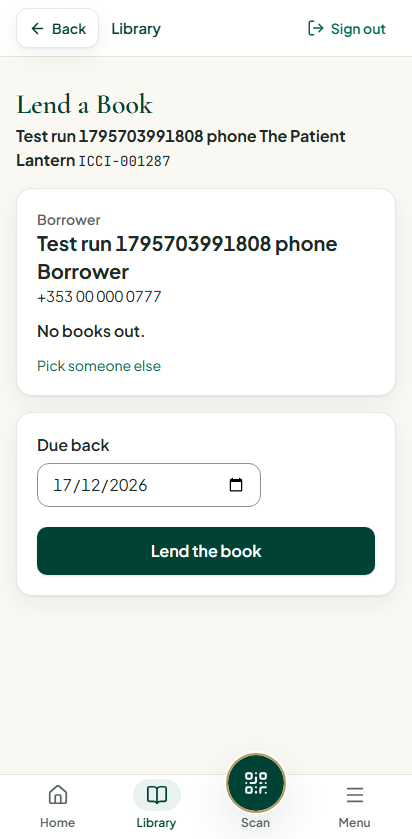 Back
Library
Sign out
Lend a Book
Test run 1795703991808 phone The Patient
Lantern ICCI-001287
Borrower
Test run 1795703991808 phone
Borrower
+353 00 000 0777
No books out.
Pick someone else
Due back
17/12/2026
Lend the book
Home
Library
Scan
Menu